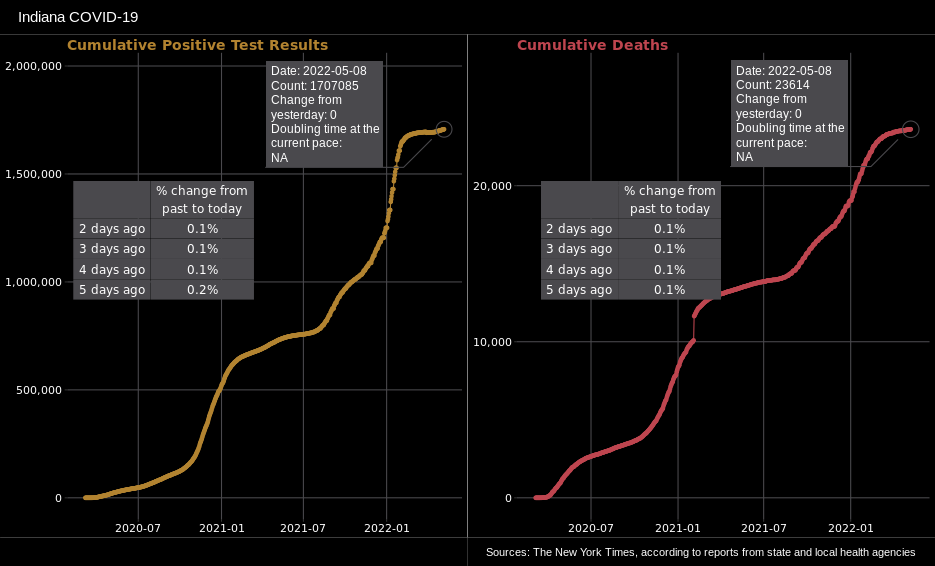 Indiana COVID-19
Cumulative Positive Test Results
2,000,000
1,500,000
1,000,000
500,000
0
2020-07 2021-01 2021-07 2022-01
Date: 2022-05-08
Count: 1707085
Change from
yesterday: 0
Doubling time at the
current pace:
NA
% change from
past to today
2 days ago 0.1%
3 days ago 0.1%
4 days ago 0.1%
5 days ago 0.2%
Cumulative Deaths
20,000
10,000
0
2020-07 2021-01 2021-07 2022-01
Date: 2022-05-08
Count: 23614
Change from
yesterday: 0
Doubling time at the
current pace:
NA
% change from
past to today
2 days ago 0.1%
3 days ago 0.1%
4 days ago 0.1%
5 days ago 0.1%
Sources: The New York Times, according to reports from state and local health agencies